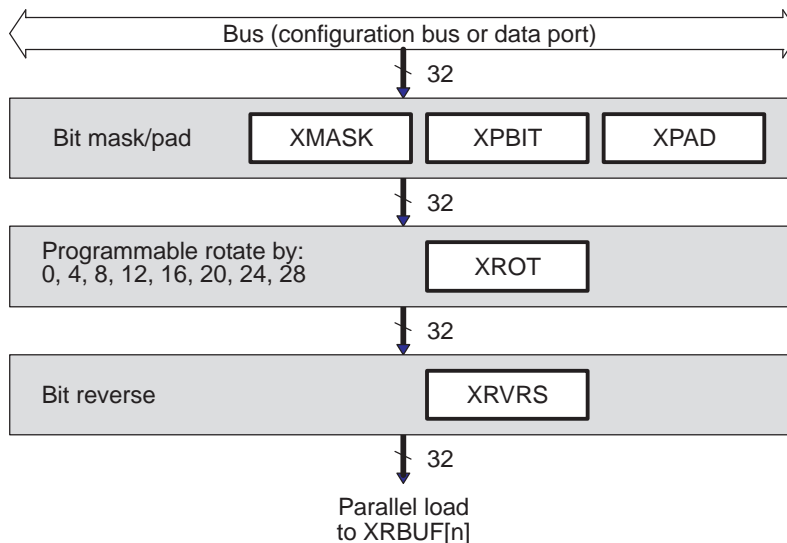 Bus (configuration bus or data port)
32
Bit mask/pad XMASK XPBIT XPAD
32
Programmable rotate by:
0, 4, 8, 12, 16, 20, 24, 28
XROT
32
Bit reverse XRVRS
32
Parallel load
to XRBUF[n]